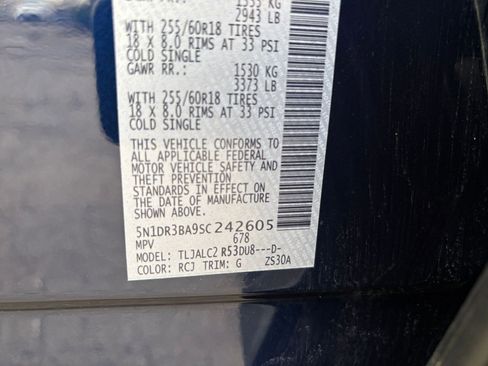 1335 KG
2943 LB
WITH 255/60R18 TIRES
18 X 8.0 RIMS AT 33 PSI
COLD SINGLE
GAWR RR.: 1530 KG
3373 LB
WITH 255/60R18 TIRES
18 X 8.0 RIMS AT 33 PSI
COLD SINGLE
THIS VEHICLE CONFORMS TO
ALL APPLICABLE FEDERAL
MOTOR VEHICLE SAFETY AND
THEFT PREVENTION
STANDARDS IN EFFECT ON
THE DATE OF MANUFACTURE
SHOWN ABOVE.
5N1DR3BA9SC242605
MPV 678
MODEL: TLJALC2 R53DU8---D-
COLOR: RCJ TRIM: G ZS30A